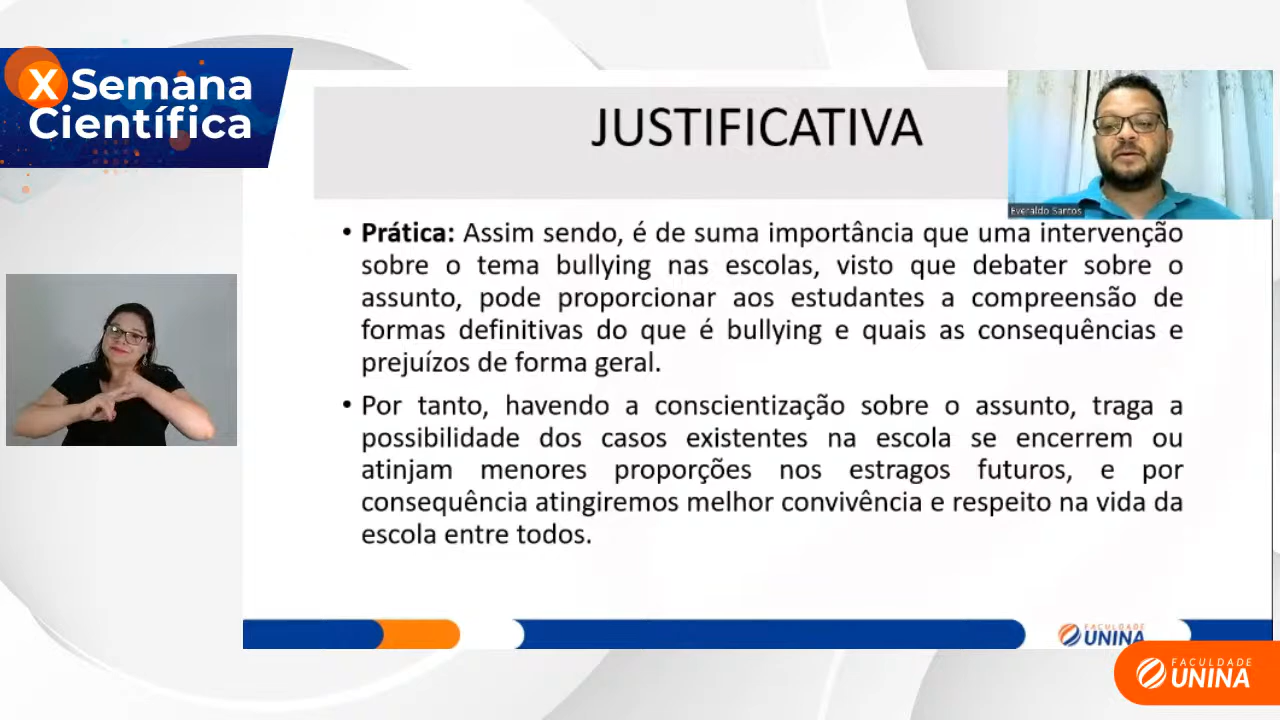 X Semana
Científica
JUSTIFICATIVA
Everaldo Santos
• Prática: Assim sendo, é de suma importância que uma intervenção
sobre o tema bullying nas escolas, visto que debater sobre o
assunto, pode proporcionar aos estudantes a compreensão de
formas definitivas do que é bullying e quais as consequências e
prejuízos de forma geral.
• Por tanto, havendo a conscientização sobre o assunto, traga a
possibilidade dos casos existentes na escola se encerrem ou
atinjam menores proporções nos estragos futuros, e por
consequência atingiremos melhor convivência e respeito na vida da
escola entre todos.
FACULDADE
UNINA
FACULDADE
UNINA